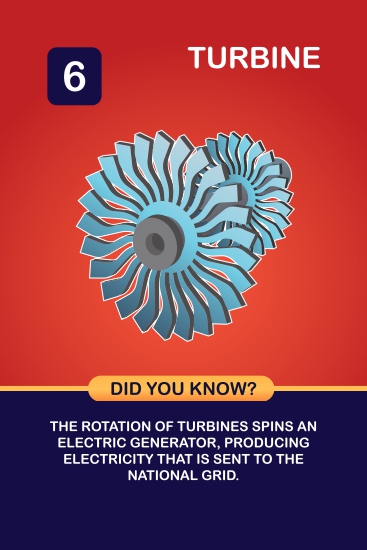 6
TURBINE
DID YOU KNOW?
THE ROTATION OF TURBINES SPINS AN
ELECTRIC GENERATOR, PRODUCING
ELECTRICITY THAT IS SENT TO THE
NATIONAL GRID.